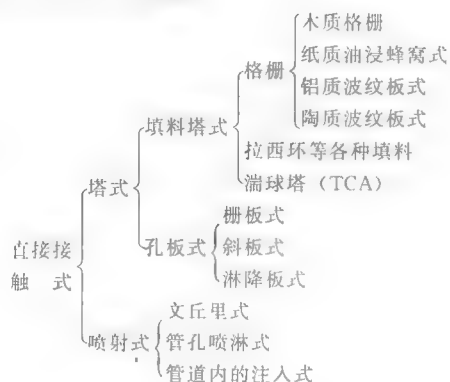 木质格栅
纸质油浸蜂窝式
格栅
铝质波纹板式
陶质波纹板式
填料塔式
拉西环等各种填料
塔式
湍球塔（TCA）
栅板式
直接接
触 式
孔板式
斜板式
淋降板式
文丘里式
喷射式
管孔喷淋式
管道内的注入式